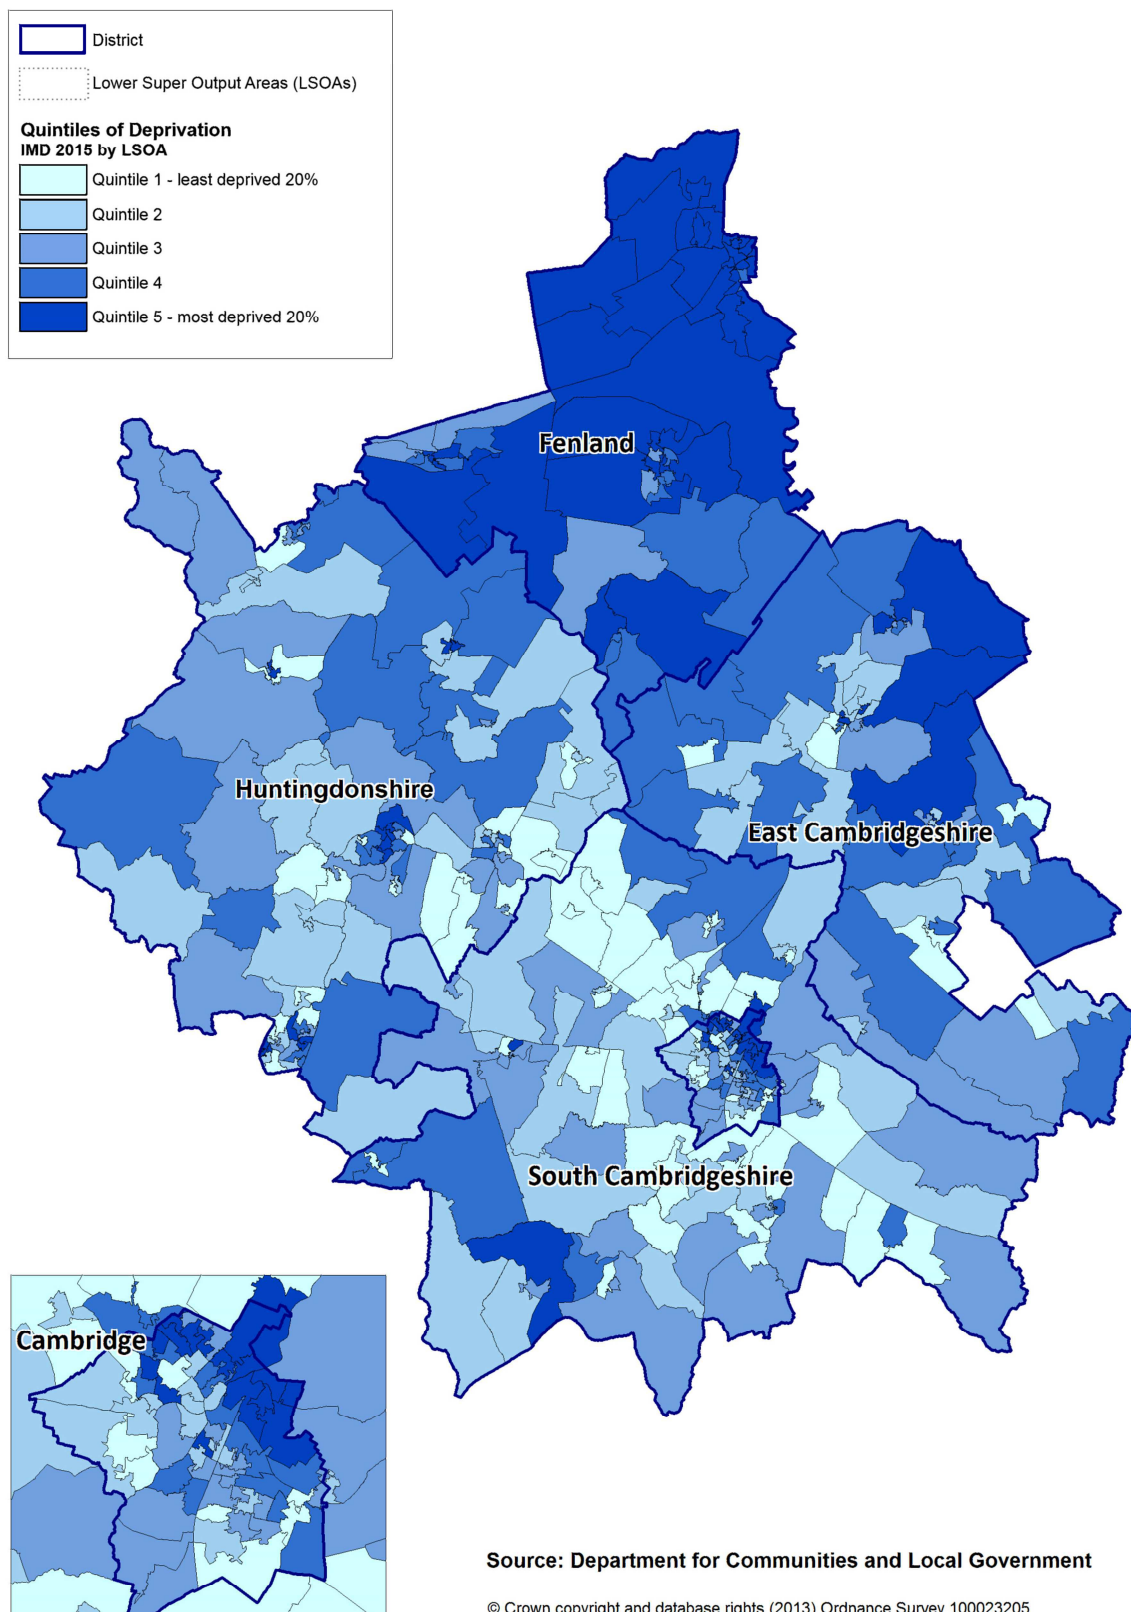 District
Lower Super Output Areas (LSOAs)
Quintiles of Deprivation
IMD 2015 by LSOA
Quintile 1 - least deprived 20%
Quintile 2
Quintile 3
Quintile 4
Quintile 5 - most deprived 20%
Fenland
Huntingdonshire
East Cambridgeshire
South Cambridgeshire
Cambridge
Source: Department for Communities and Local Government
© Crown copyright and database rights (2013) Ordnance Survey 100023205